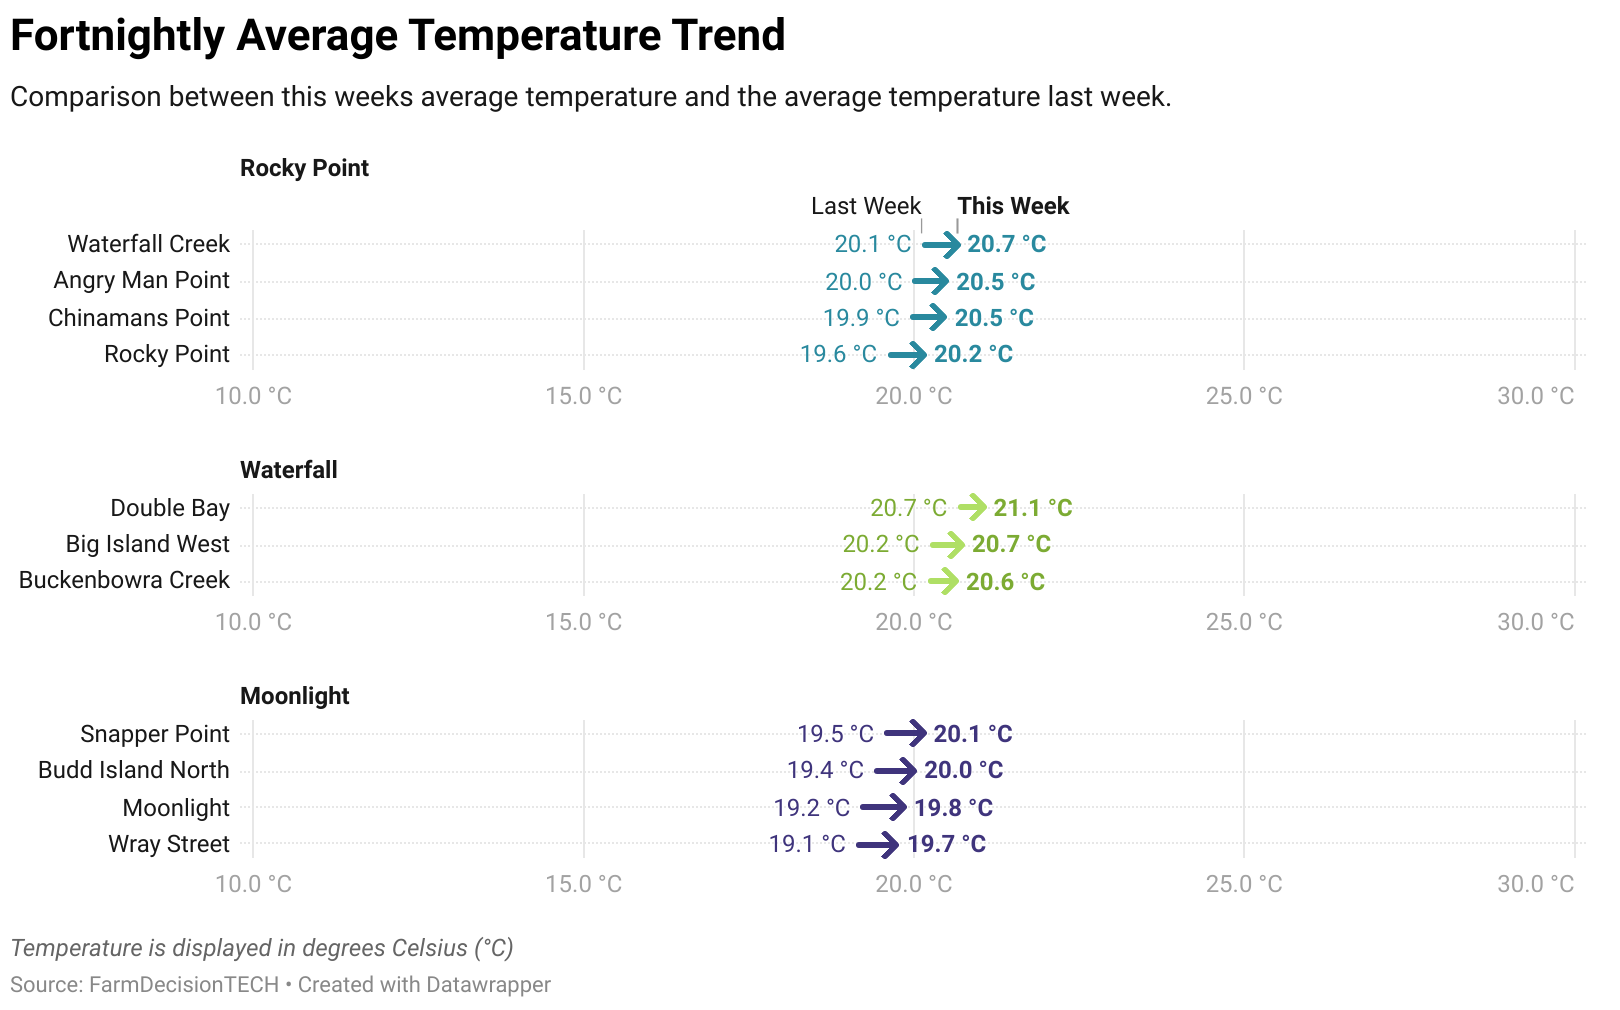 Fortnightly Average Temperature Trend
Comparison between this weeks average temperature and the average temperature last week.
Rocky Point
Last Week This Week
Waterfall Creek 20.1 °C 20.7 °C
Angry Man Point 20.0 °C 20.5 °C
Chinamans Point 19.9 °C 20.5 °C
Rocky Point 19.6 °C 20.2 °C
10.0 °C 15.0 °C 20.0 °C 25.0 °C 30.0 °C
Waterfall
Double Bay 20.7 °C 21.1 °C
Big Island West 20.2 °C 20.7 °C
Buckenbowra Creek 20.2 °C 20.6 °C
10.0 °C 15.0 °C 20.0 °C 25.0 °C 30.0 °C
Moonlight
Snapper Point 19.5 °C 20.1 °C
Budd Island North 19.4 °C 20.0 °C
Moonlight 19.2 °C 19.8 °C
Wray Street 19.1 °C 19.7 °C
10.0 °C 15.0 °C 20.0 °C 25.0 °C 30.0 °C
Temperature is displayed in degrees Celsius (°C)
Source: FarmDecisionTECH • Created with Datawrapper